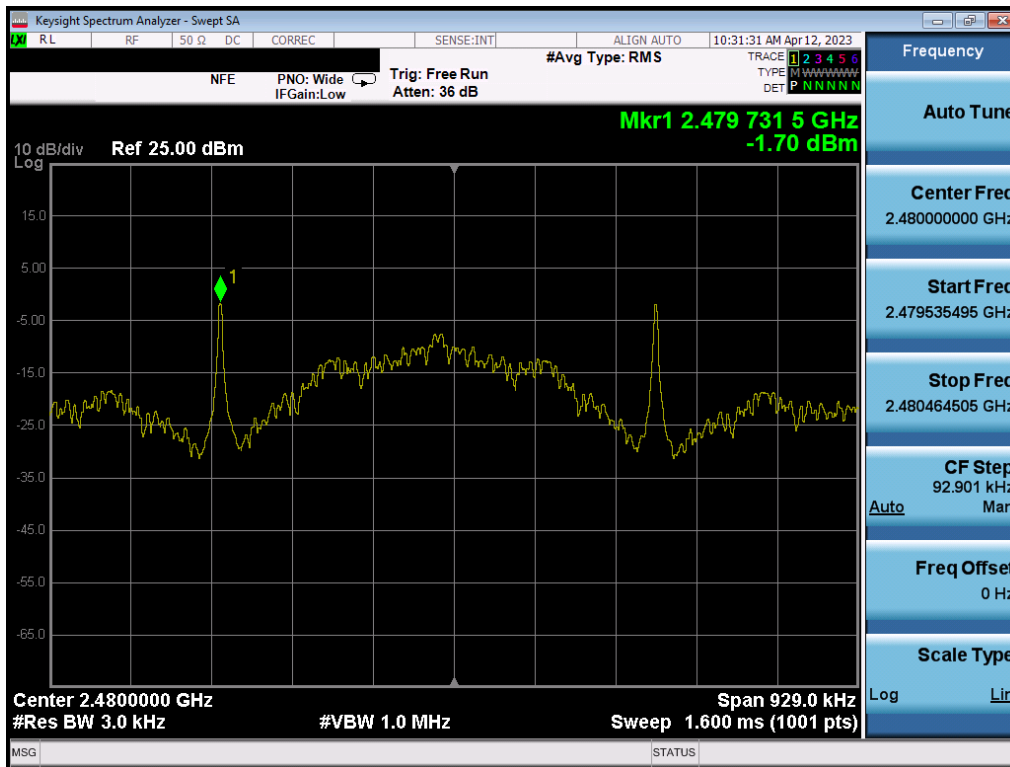 Keysight Spectrum Analyzer - Swept SA
LXI RL RF 50 Ω DC CORREC SENSE:INT ALIGN AUTO 10:31:31 AM Apr 12, 2023
NFE PNO: Wide Trig: Free Run #Avg Type: RMS TRACE 1 2 3 4 5 6
IFGain:Low Atten: 36 dB TYPE M WWWWW
DET P N N N N N
Mkr1 2.479 731 5 GHz
-1.70 dBm
10 dB/div Ref 25.00 dBm
Log
15.0
5.00
-5.00
-15.0
-25.0
-35.0
-45.0
-55.0
-65.0
1
Center 2.4800000 GHz Span 929.0 kHz
#Res BW 3.0 kHz #VBW 1.0 MHz Sweep 1.600 ms (1001 pts)
MSG STATUS
Frequency
Auto Tune
Center Freq
2.480000000 GHz
Start Freq
2.479535495 GHz
Stop Freq
2.480464505 GHz
CF Step
92.901 kHz
Auto Man
Freq Offset
0 Hz
Scale Type
Log Lin